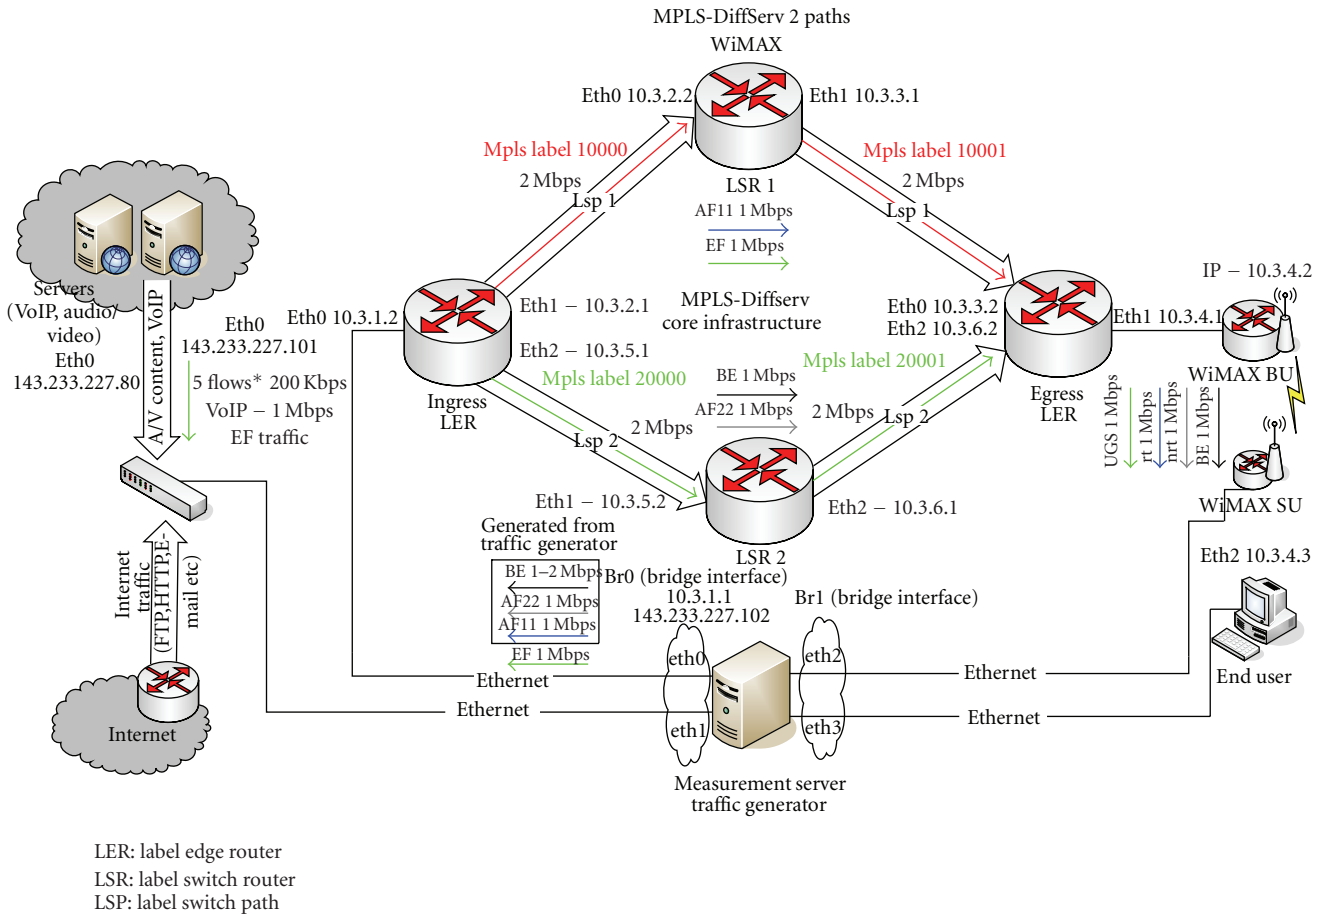 MPLS-DiffServ 2 paths
WiMAX
Eth0 10.3.2.2
Eth1 10.3.3.1
Mpls label 10000
2 Mbps
Lsp 1
LSR 1
Mpls label 10001
2 Mbps
Lsp 1
AF11 1 Mbps
EF 1 Mbps
Servers
(VoIP, audio/
video)
Eth0
143.233.227.80
A/V content, VoIP
Eth0
143.233.227.101
5 flows* 200 Kbps
VoIP − 1 Mbps
EF traffic
Eth0 10.3.1.2
Eth1 − 10.3.2.1
Eth2 − 10.3.5.1
Ingress
LER
MPLS-Diffserv
core infrastructure
Eth0 10.3.3.2
Eth2 10.3.6.2
Egress
LER
Eth1 10.3.4.1
IP − 10.3.4.2
WiMAX BU
Mpls label 20000
2 Mbps
Lsp 2
BE 1 Mbps
AF22 1 Mbps
Mpls label 20001
2 Mbps
Lsp 2
UGS 1 Mbps
rt 1 Mbps
nrt 1 Mbps
BE 1 Mbps
WiMAX SU
Eth1 − 10.3.5.2
Eth2 − 10.3.6.1
LSR 2
Internet
traffic
(FTP,HTTP,E-
mail etc)
Internet
Generated from
traffic generator
BE 1–2 Mbps
AF22 1 Mbps
AF11 1 Mbps
EF 1 Mbps
Br0 (bridge interface)
10.3.1.1
143.233.227.102
Br1 (bridge interface)
Eth2 10.3.4.3
End user
eth0
eth1
eth2
eth3
Ethernet
Ethernet
Ethernet
Ethernet
Measurement server
traffic generator
LER: label edge router
LSR: label switch router
LSP: label switch path